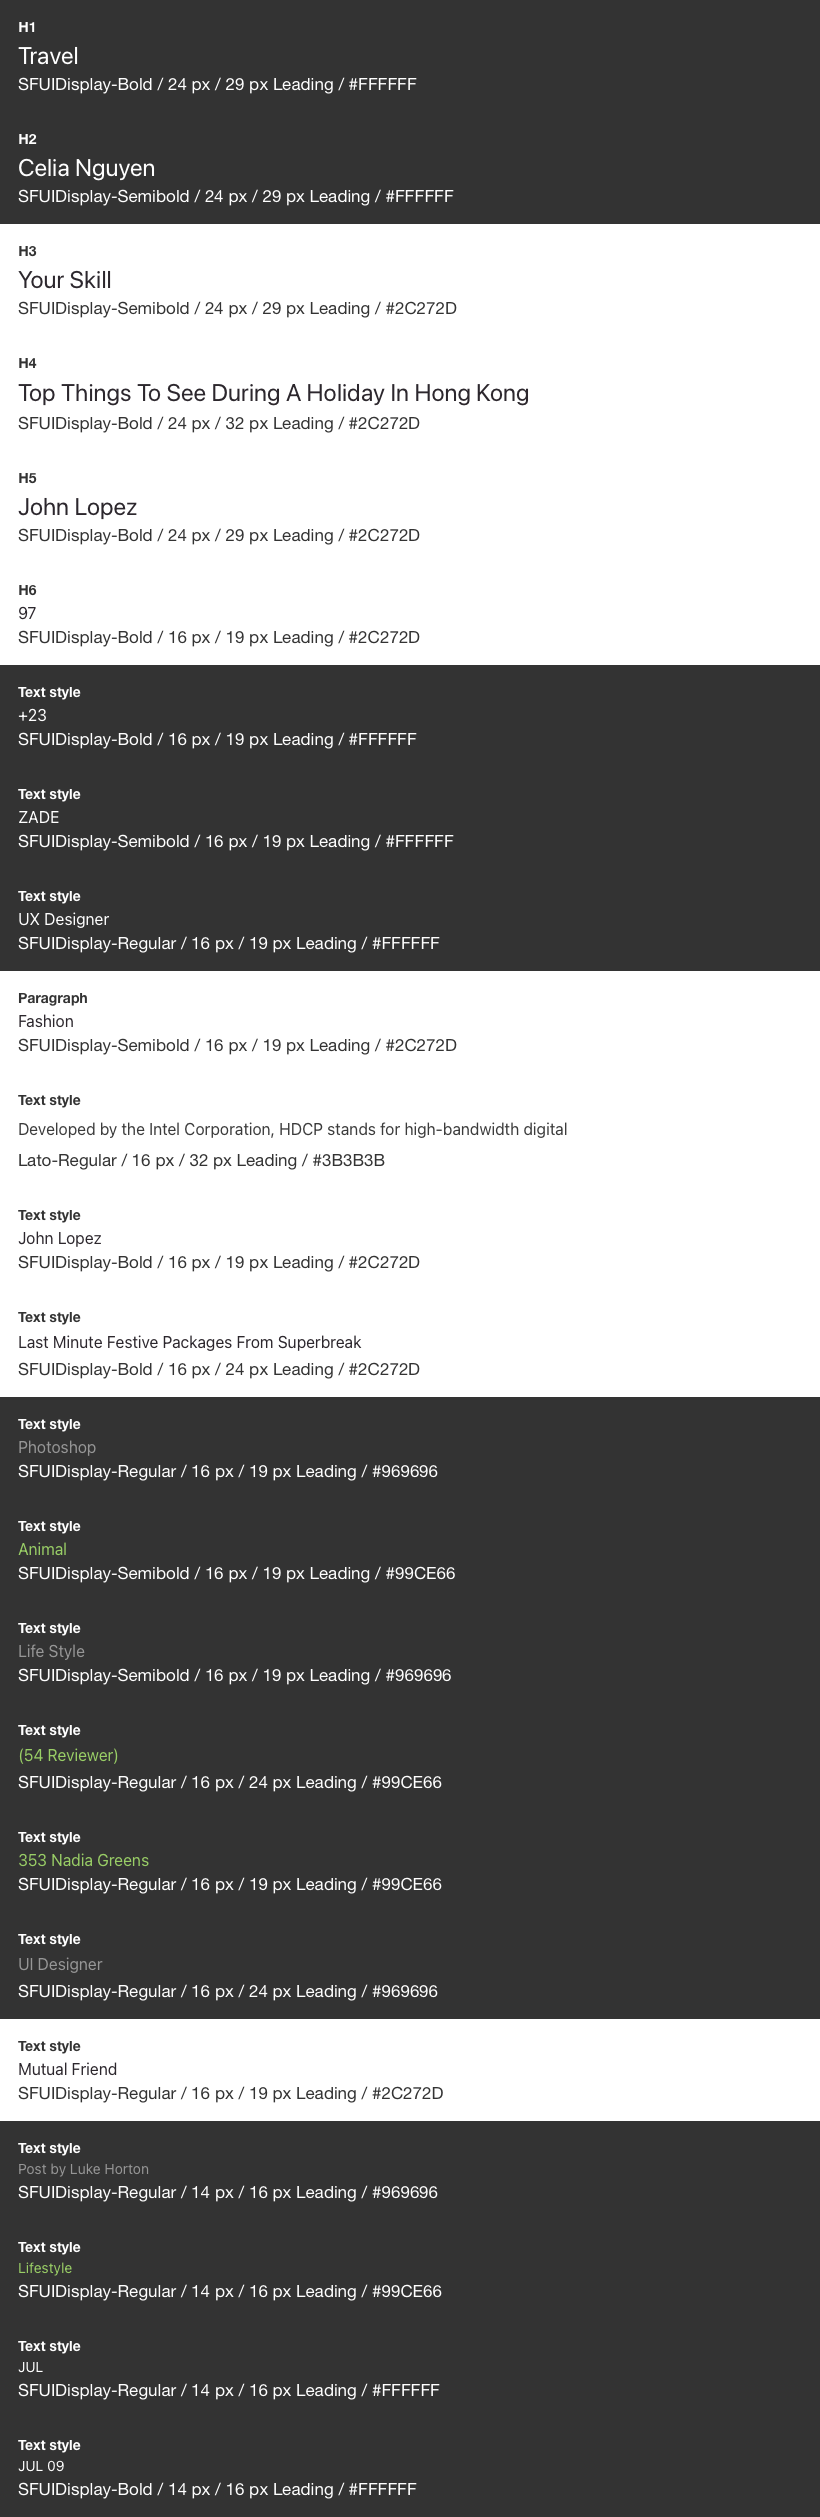 H1
Travel
SFUIDisplay-Bold / 24 px / 29 px Leading / #FFFFFF
H2
Celia Nguyen
SFUIDisplay-Semibold / 24 px / 29 px Leading / #FFFFFF
H3
Your Skill
SFUIDisplay-Semibold / 24 px / 29 px Leading / #2C272D
H4
Top Things To See During A Holiday In Hong Kong
SFUIDisplay-Bold / 24 px / 32 px Leading / #2C272D
H5
John Lopez
SFUIDisplay-Bold / 24 px / 29 px Leading / #2C272D
H6
97
SFUIDisplay-Bold / 16 px / 19 px Leading / #2C272D
Text style
+23
SFUIDisplay-Bold / 16 px / 19 px Leading / #FFFFFF
Text style
ZADE
SFUIDisplay-Semibold / 16 px / 19 px Leading / #FFFFFF
Text style
UX Designer
SFUIDisplay-Regular / 16 px / 19 px Leading / #FFFFFF
Paragraph
Fashion
SFUIDisplay-Semibold / 16 px / 19 px Leading / #2C272D
Text style
Developed by the Intel Corporation, HDCP stands for high-bandwidth digital
Lato-Regular / 16 px / 32 px Leading / #3B3B3B
Text style
John Lopez
SFUIDisplay-Bold / 16 px / 19 px Leading / #2C272D
Text style
Last Minute Festive Packages From Superbreak
SFUIDisplay-Bold / 16 px / 24 px Leading / #2C272D
Text style
Photoshop
SFUIDisplay-Regular / 16 px / 19 px Leading / #969696
Text style
Animal
SFUIDisplay-Semibold / 16 px / 19 px Leading / #99CE66
Text style
Life Style
SFUIDisplay-Semibold / 16 px / 19 px Leading / #969696
Text style
(54 Reviewer)
SFUIDisplay-Regular / 16 px / 24 px Leading / #99CE66
Text style
353 Nadia Greens
SFUIDisplay-Regular / 16 px / 19 px Leading / #99CE66
Text style
UI Designer
SFUIDisplay-Regular / 16 px / 24 px Leading / #969696
Text style
Mutual Friend
SFUIDisplay-Regular / 16 px / 19 px Leading / #2C272D
Text style
Post by Luke Horton
SFUIDisplay-Regular / 14 px / 16 px Leading / #969696
Text style
Lifestyle
SFUIDisplay-Regular / 14 px / 16 px Leading / #99CE66
Text style
JUL
SFUIDisplay-Regular / 14 px / 16 px Leading / #FFFFFF
Text style
JUL 09
SFUIDisplay-Bold / 14 px / 16 px Leading / #FFFFFF